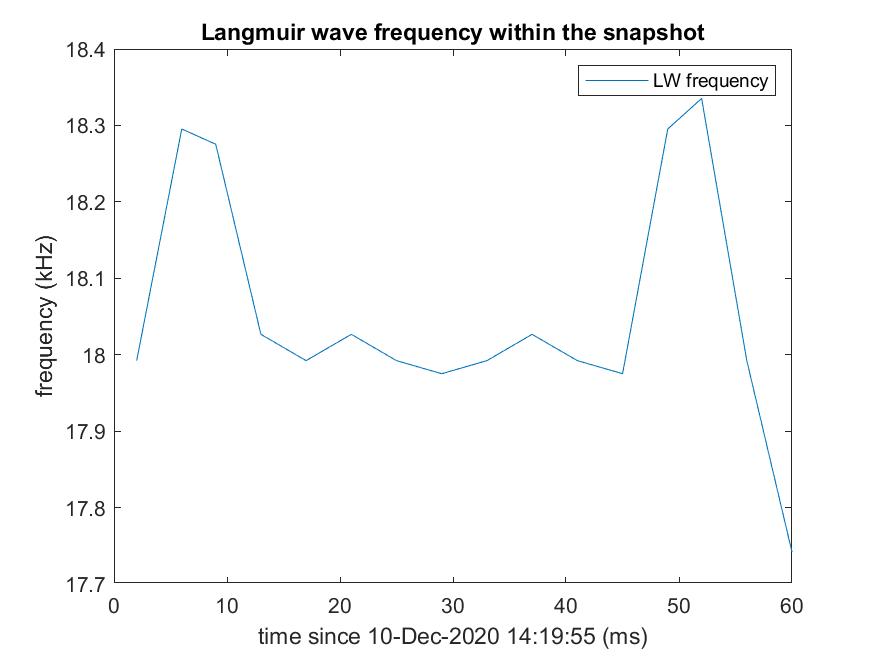 Langmuir wave frequency within the snapshot
LW frequency
18.4
18.3
18.2
18.1
18
17.9
17.8
17.7
frequency (kHz)
0 10 20 30 40 50 60
time since 10-Dec-2020 14:19:55 (ms)